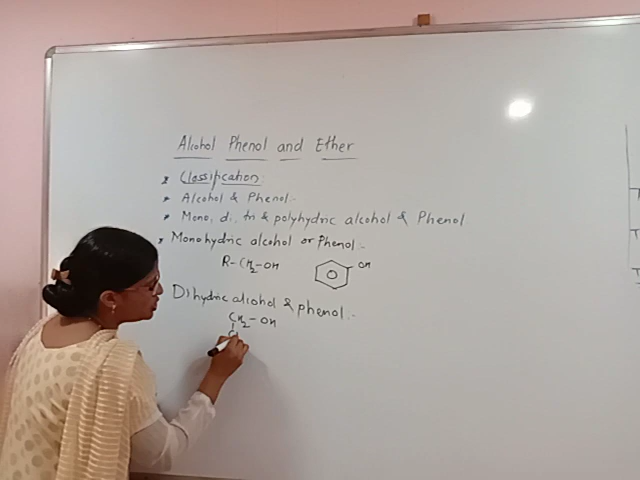 Alcohol Phenol and Ether
* Classification
* Alcohol & Phenol:-
* Mono, di, tri & polyhydric alcohol & Phenol
* Monohydric alcohol or Phenol:-
R-CH2-OH OH
Dihydric alcohol & phenol:-
CH2-OH
C